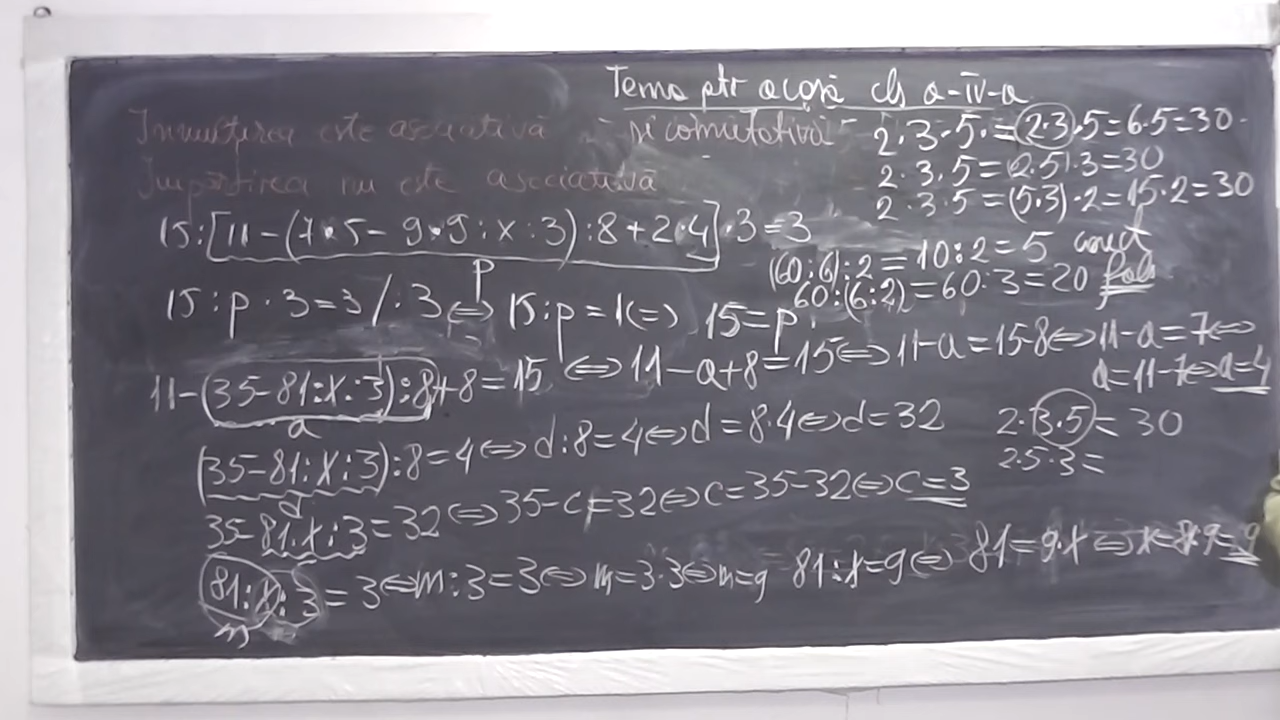 Tema ptr acasă cls a-IV-a
Inmulțirea este asociativă și comutativă
Impărțirea nu este asociativă
2·3·5·=(2·3)·5=6·5=30·
2·3·5=(2·5)·3=30
2·3·5=(5·3)·2=15·2=30
15:[11-(7·5-9·9:x:3):8+2·4]·3=3
p
(60:6):2=10:2=5 corect
60:(6:2)=60:3=20 fals
15:p·3=3/:3⇔15:p=1⇔15=p
11-(35-81:x:3):8+8=15⇔11-a+8=15⇔11-a=15-8⇔11-a=7⇔
a=11-7⇔a=4
a
2·3·5=30
2·5·3=
(35-81:x:3):8=4⇔d:8=4⇔d=8·4⇔d=32
d
35-81:x:3=32⇔35-c=32⇔c=35-32⇔c=3
81:x:3=3⇔m:3=3⇔m=3·3⇔m=9 81:x=9⇔81=9·x⇔x=81:9=9
m